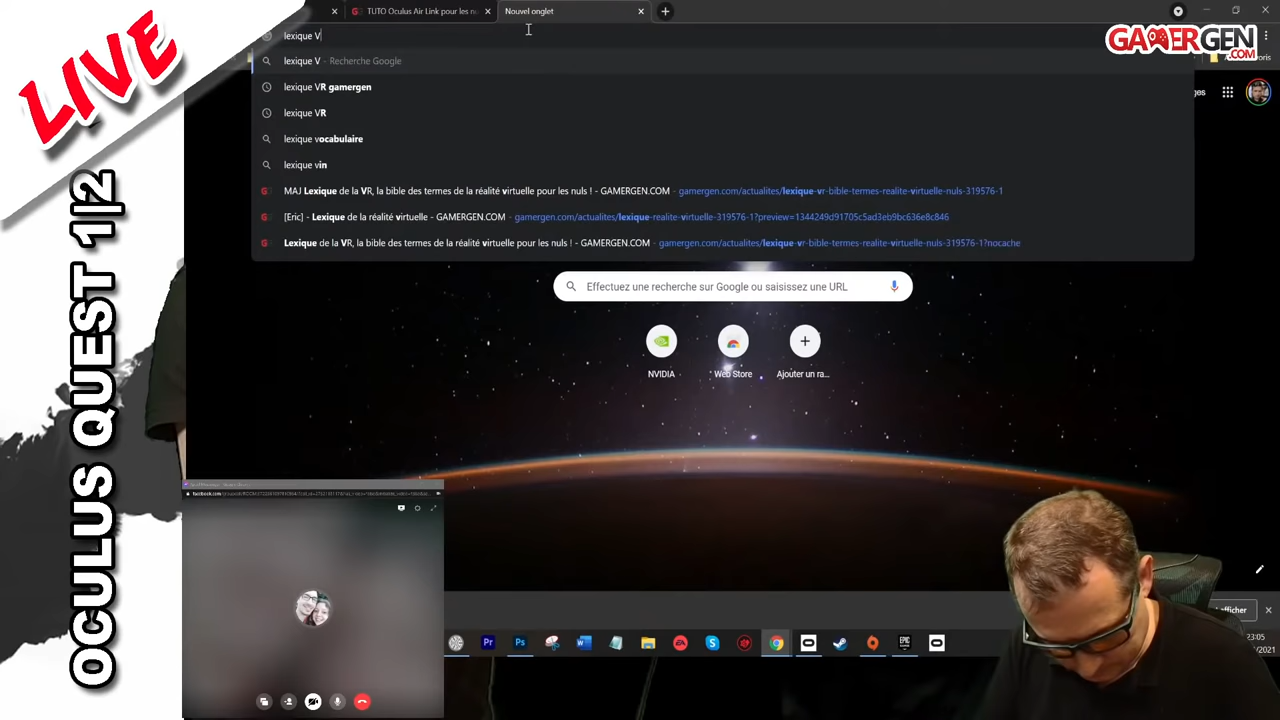 LIVE
OCULUS QUEST 1|2
TUTO Oculus Air Link pour les n
Nouvel onglet
GAMERGEN
.COM
lexique V
lexique V - Recherche Google
lexique VR gamergen
lexique VR
lexique vocabulaire
lexique vin
MAJ Lexique de la VR, la bible des termes de la réalité virtuelle pour les nuls ! - GAMERGEN.COM - gamergen.com/actualites/lexique-vr-bible-termes-realite-virtuelle-nuls-319576-1
[Eric] - Lexique de la réalité virtuelle - GAMERGEN.COM - gamergen.com/actualites/lexique-realite-virtuelle-319576-1?preview=1344249d91705c5ad3eb9bc636e8c846
Lexique de la VR, la bible des termes de la réalité virtuelle pour les nuls ! - GAMERGEN.COM - gamergen.com/actualites/lexique-vr-bible-termes-realite-virtuelle-nuls-319576-1?nocache
Effectuez une recherche sur Google ou saisissez une URL
NVIDIA
Web Store
Ajouter un ra...
facebook.com
afficher
23:05
2021